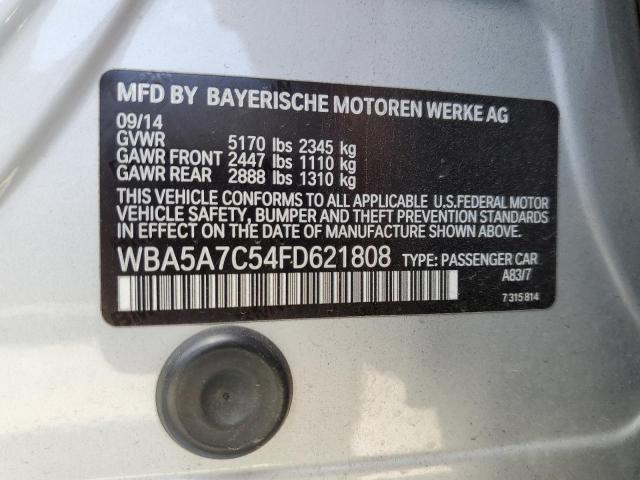 MFD BY BAYERISCHE MOTOREN WERKE AG
09/14
GVWR 5170 lbs 2345 kg
GAWR FRONT 2447 lbs 1110 kg
GAWR REAR 2888 lbs 1310 kg
THIS VEHICLE CONFORMS TO ALL APPLICABLE U.S.FEDERAL MOTOR
VEHICLE SAFETY, BUMPER AND THEFT PREVENTION STANDARDS
IN EFFECT ON THE DATE OF MANUFACTURE SHOWN ABOVE.
WBA5A7C54FD621808 TYPE: PASSENGER CAR
A83/7
7 315 814